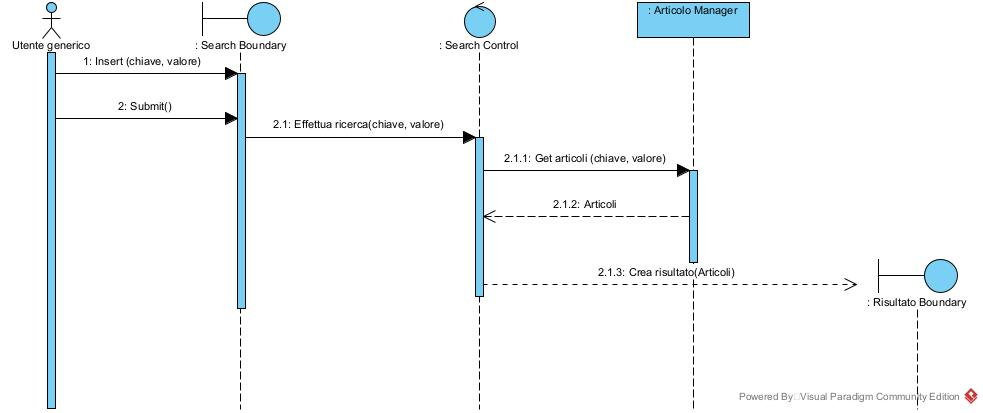 : Articolo Manager
Utente generico
: Search Boundary
: Search Control
1: Insert (chiave, valore)
2: Submit()
2.1: Effettua ricerca(chiave, valore)
2.1.1: Get articoli (chiave, valore)
2.1.2: Articoli
2.1.3: Crea risultato(Articoli)
: Risultato Boundary
Powered By Visual Paradigm Community Edition